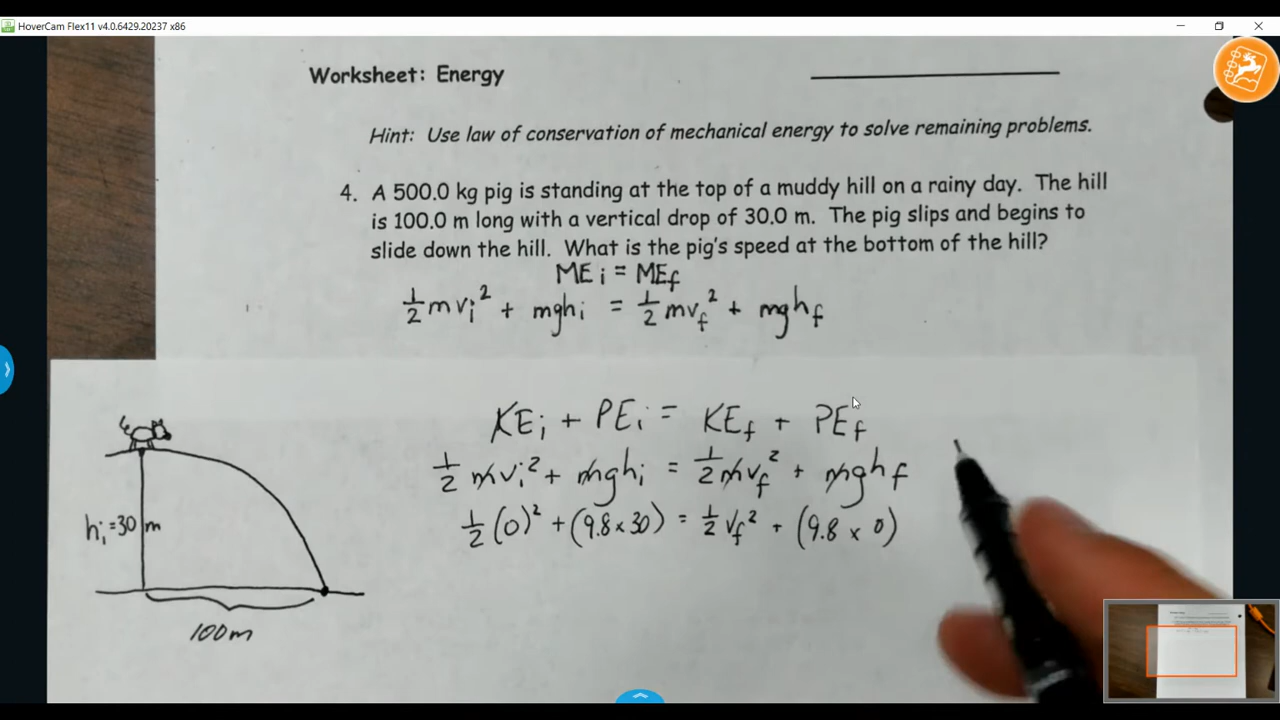 HoverCam Flex11 v4.0.6429.20237 x86
Worksheet: Energy
Hint: Use law of conservation of mechanical energy to solve remaining problems.
4. A 500.0 kg pig is standing at the top of a muddy hill on a rainy day. The hill
is 100.0 m long with a vertical drop of 30.0 m. The pig slips and begins to
slide down the hill. What is the pig's speed at the bottom of the hill?
MEi = MEf
½mvi² + mghi = ½mvf² + mghf
KEi + PEi = KEf + PEf
½mvi² + mghi = ½mvf² + mghf
½(0)² + (9.8 x 30) = ½vf² + (9.8 x 0)
hi = 30 m
100m